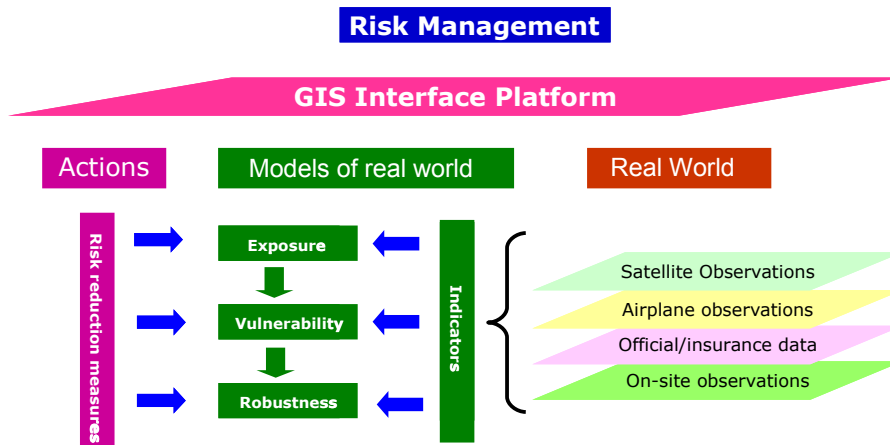 Risk Management
GIS Interface Platform
Actions
Models of real world
Real World
Risk reduction measures
Exposure
Vulnerability
Robustness
Indicators
Satellite Observations
Airplane observations
Official/insurance data
On-site observations